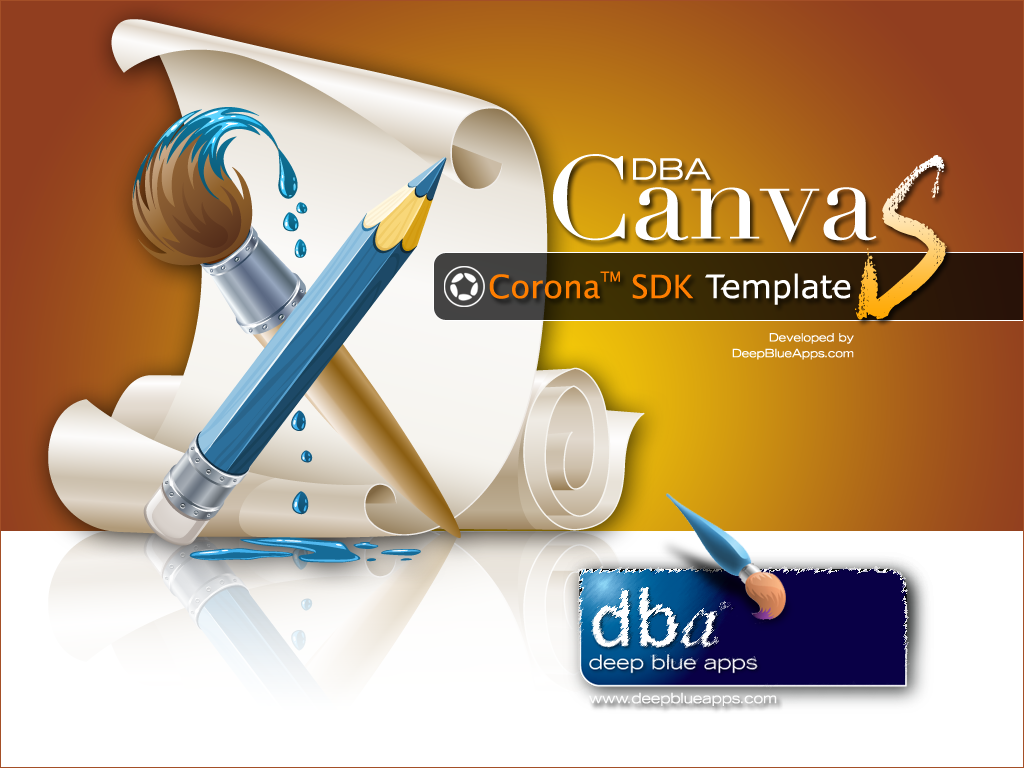 DBA
CanvaS
Corona™ SDK Template
Developed by
DeepBlueApps.com
dba
deep blue apps
www.deepblueapps.com